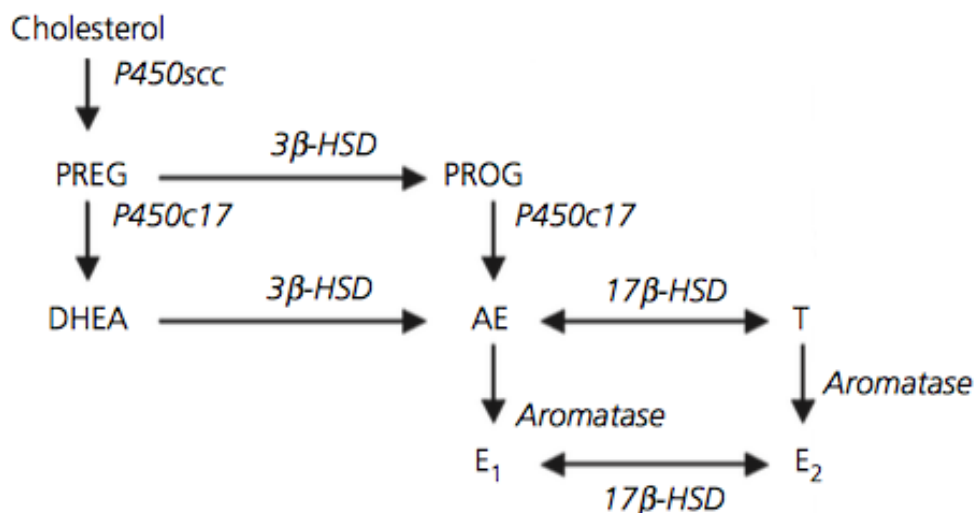 Cholesterol
P450scc
3β-HSD
PREG
PROG
P450c17
P450c17
3β-HSD
17β-HSD
DHEA
AE
T
Aromatase
Aromatase
E₁
E₂
17β-HSD